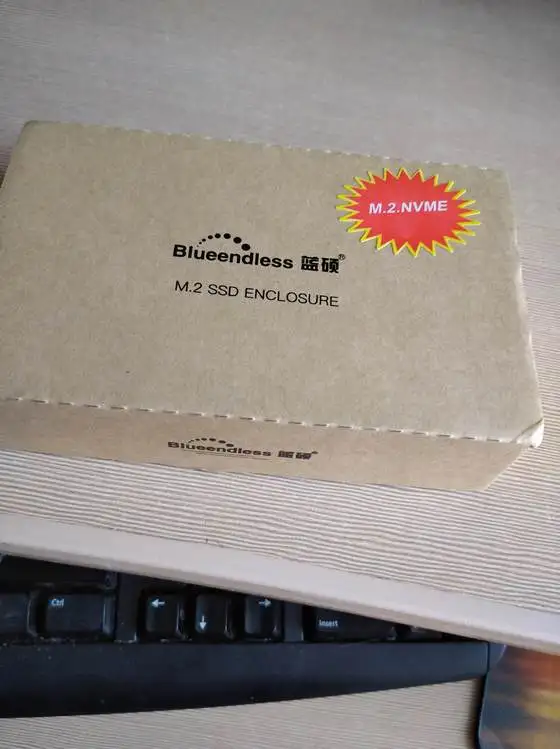 M.2.NVME
Blueendless 蓝硕®
M.2 SSD ENCLOSURE
Blueendless 蓝硕®
Ctrl
←
↓
→
Insert